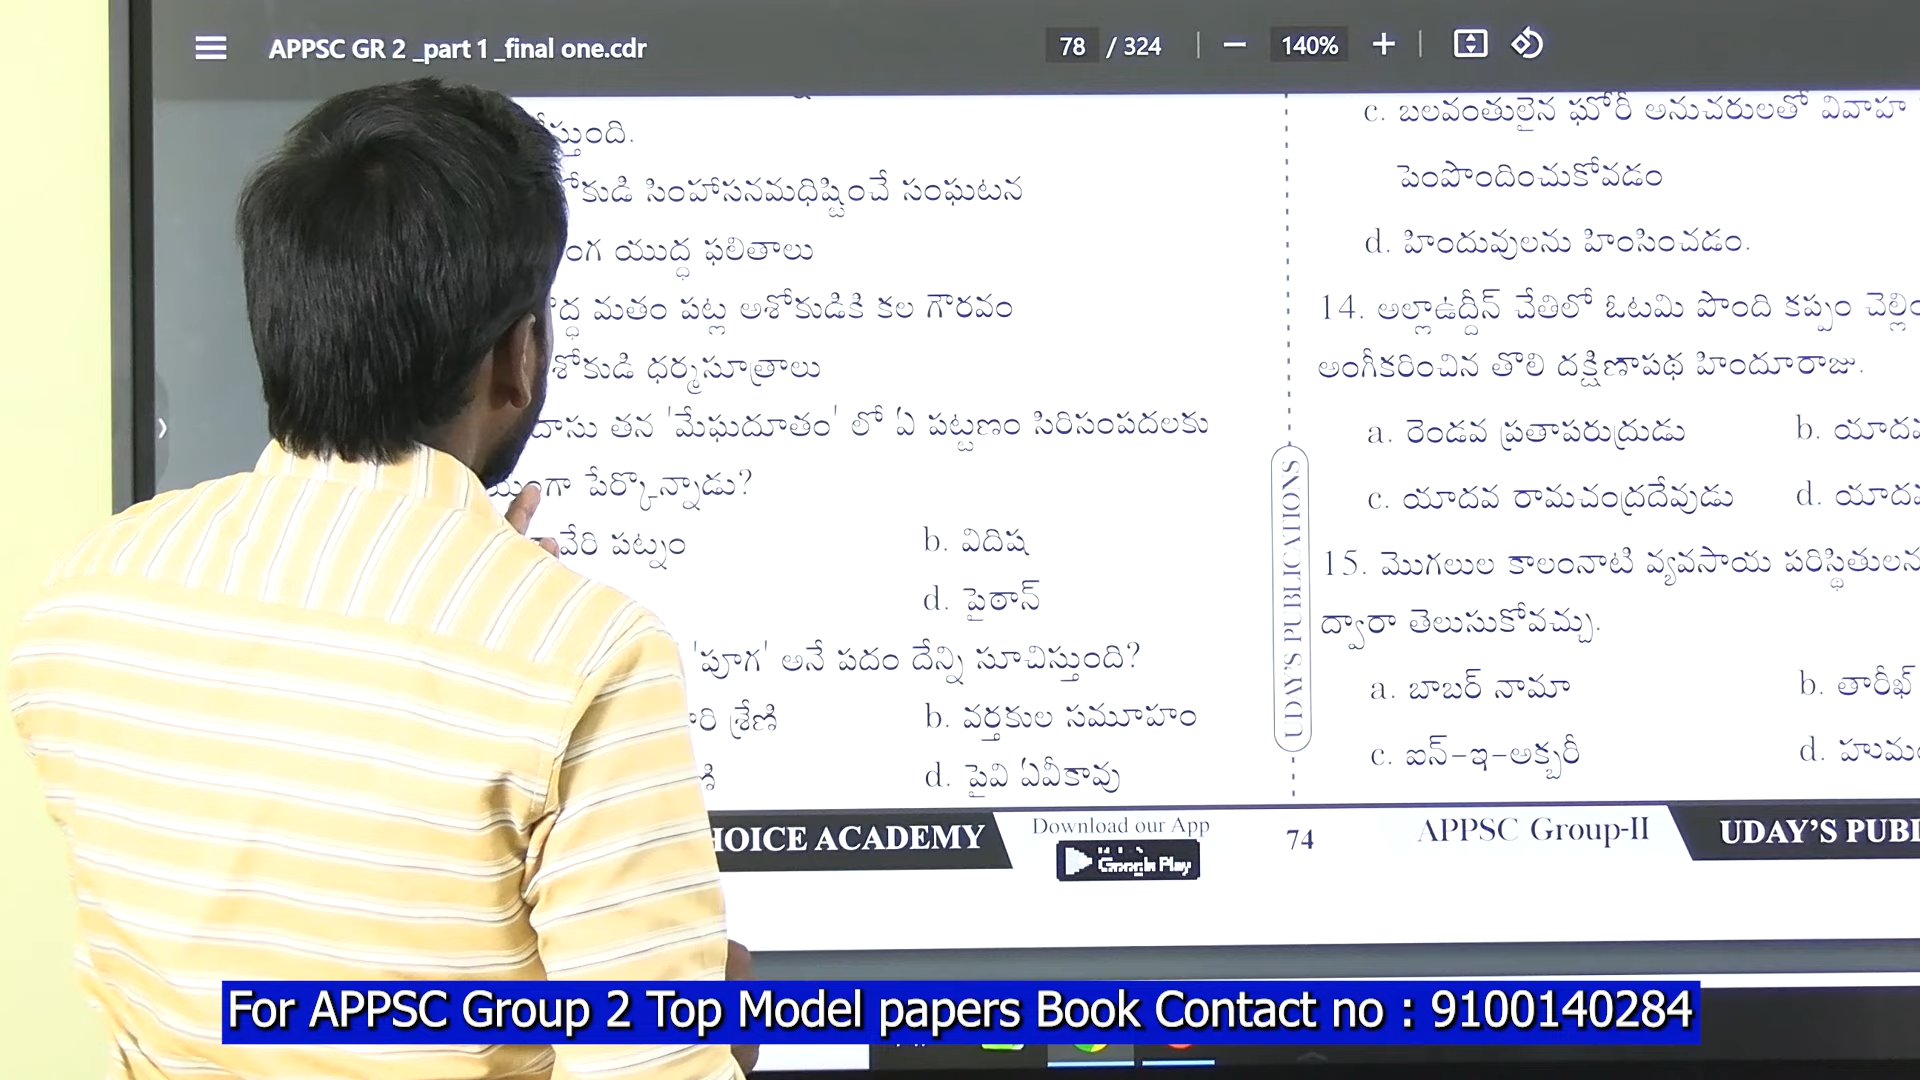 APPSC GR 2 _part 1 _final one.cdr
78 / 324
140%
సింహాసనమధిష్టించే సంఘటన
యుద్ధ ఫలితాలు
మతం పట్ల అశోకుడికి కల గౌరవం
ధర్మసూత్రాలు
తన 'మేఘదూతం' లో ఏ పట్టణం సిరిసంపదలకు
పేర్కొన్నాడు?
పట్నం
b. విదిష
d. పైఠాన్
'పూగ' అనే పదం దేన్ని సూచిస్తుంది?
శ్రేణి
b. వర్తకుల సమూహం
d. పైవి ఏవీకావు
UDAY'S PUBLICATIONS
c. బలవంతులైన ఘోరీ అనుచరులతో వివాహ
పెంపొందించుకోవడం
d. హిందువులను హింసించడం.
14. అల్లాఉద్దీన్ చేతిలో ఓటమి పొంది కప్పం
అంగీకరించిన తొలి దక్షిణాపథ హిందూరాజు.
a. రెండవ ప్రతాపరుద్రుడు
b.
c. యాదవ రామచంద్రదేవుడు
d.
15. మొగలుల కాలంనాటి వ్యవసాయ
ద్వారా తెలుసుకోవచ్చు.
a. బాబర్ నామా
b. తారీఖ్
c. ఐన్-ఇ-అక్బరీ
d.
ACADEMY
Download our App
Google Play
74
APPSC Group-II
UDAY'S
For APPSC Group 2 Top Model papers Book Contact no : 9100140284